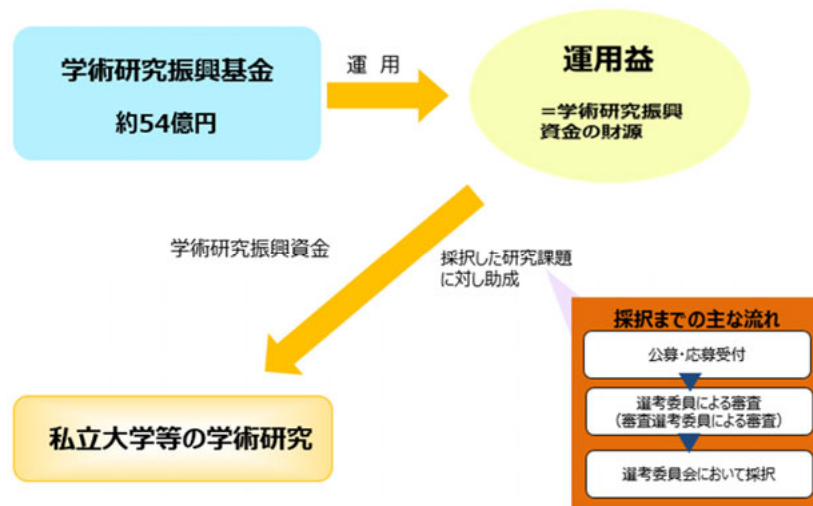 学術研究振興基金
約54億円
運 用
運用益
＝学術研究振興
資金の財源
学術研究振興資金
採択した研究課題
に対し助成
私立大学等の学術研究
採択までの主な流れ
公募・応募受付
選考委員による審査
（審査選考委員による審査）
選考委員会において採択